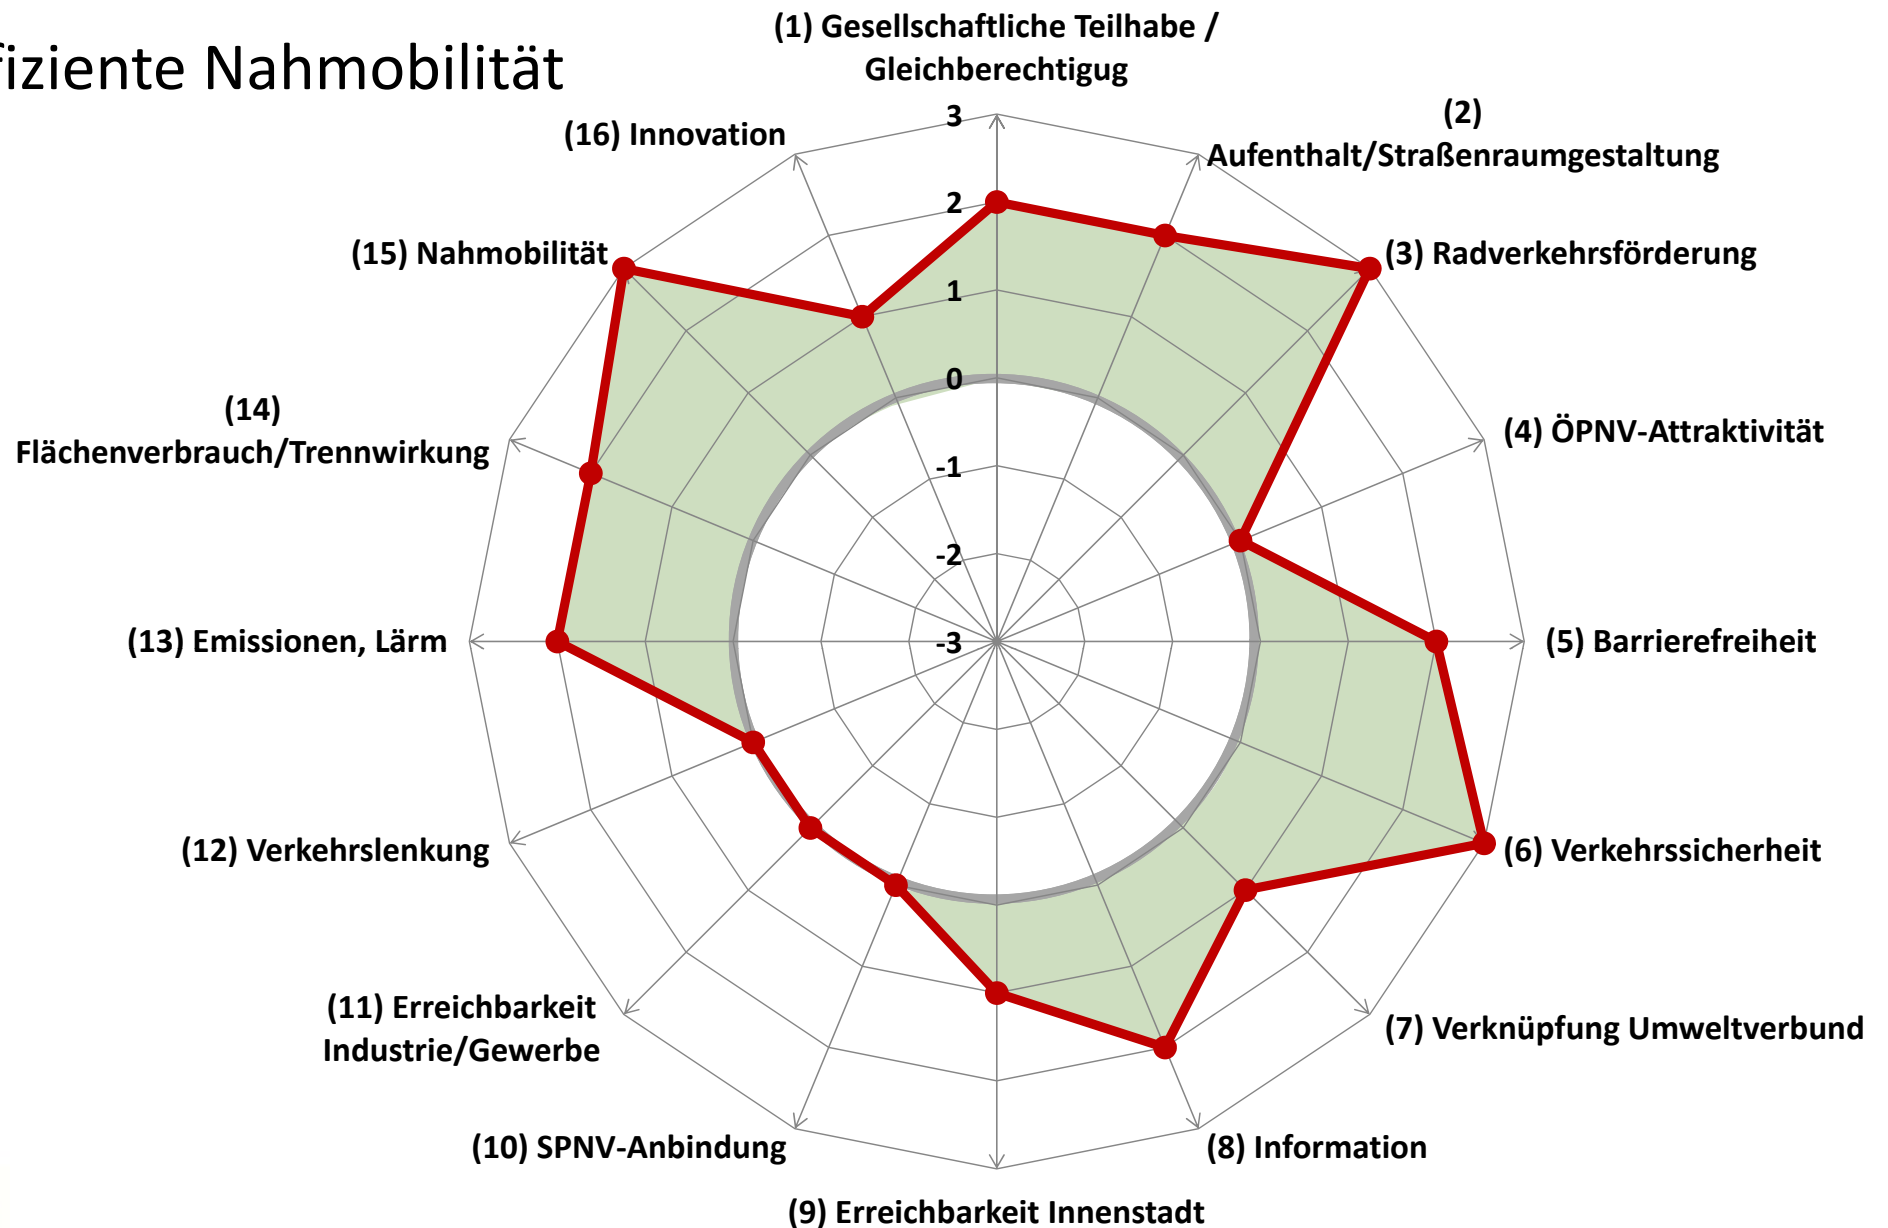 fiziente Nahmobilität
(1) Gesellschaftliche Teilhabe /
Gleichberechtigug
(2)
Aufenthalt/Straßenraumgestaltung
(3) Radverkehrsförderung
(4) ÖPNV-Attraktivität
(5) Barrierefreiheit
(6) Verkehrssicherheit
(7) Verknüpfung Umweltverbund
(8) Information
(9) Erreichbarkeit Innenstadt
(10) SPNV-Anbindung
(11) Erreichbarkeit
Industrie/Gewerbe
(12) Verkehrslenkung
(13) Emissionen, Lärm
(14)
Flächenverbrauch/Trennwirkung
(15) Nahmobilität
(16) Innovation
3
2
1
0
-1
-2
-3